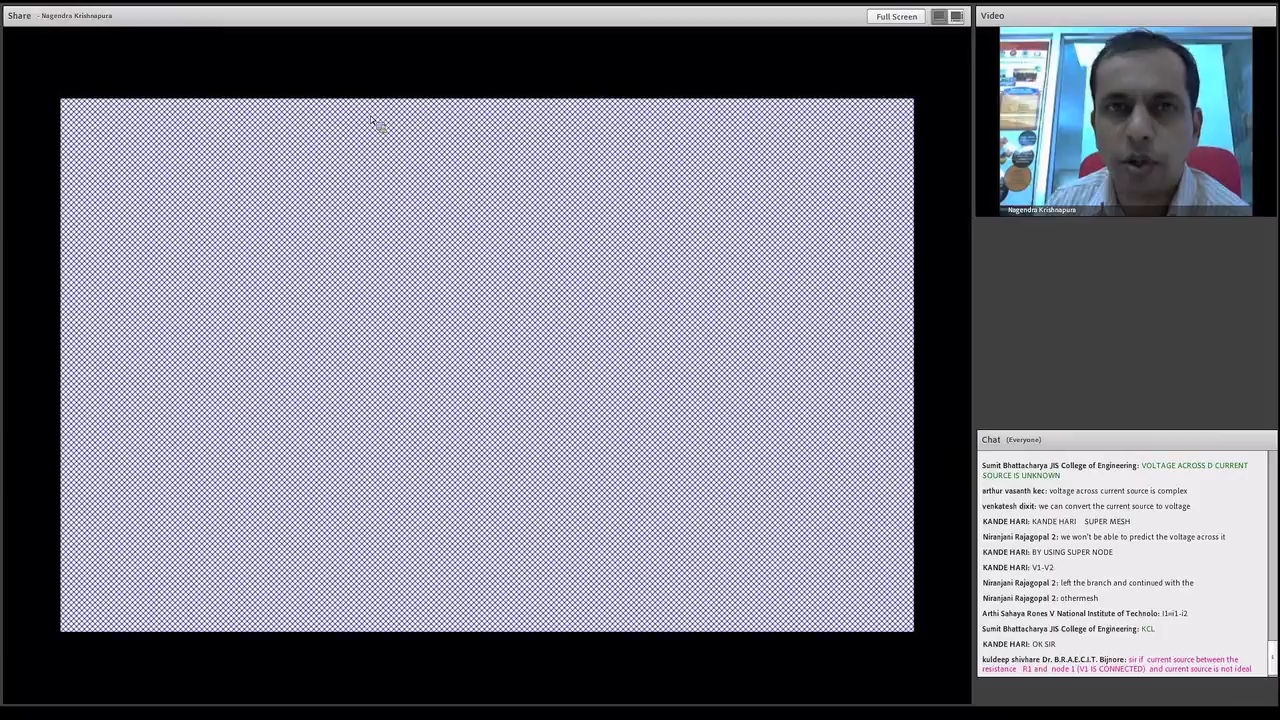 Share - Nagendra Krishnapura
Full Screen
Video
Nagendra Krishnapura
Chat (Everyone)
Sumit Bhattacharya JIS College of Engineering: VOLTAGE ACROSS D CURRENT
SOURCE IS UNKNOWN
arthur vasanth kec: voltage across current source is complex
venkatesh dixit: we can convert the current source to voltage
KANDE HARI: KANDE HARI SUPER MESH
Niranjani Rajagopal 2: we won't be able to predict the voltage across it
KANDE HARI: BY USING SUPER NODE
KANDE HARI: V1-V2
Niranjani Rajagopal 2: left the branch and continued with the
Niranjani Rajagopal 2: othermesh
Arthi Sahaya Rones V National Institute of Technolo: I1=i1-i2
Sumit Bhattacharya JIS College of Engineering: KCL
KANDE HARI: OK SIR
kuldeep shivhare Dr. B.R.A.E.C.I.T. Bijnore: sir if current source between the
resistance R1 and node 1 (V1 IS CONNECTED) and current source is not ideal